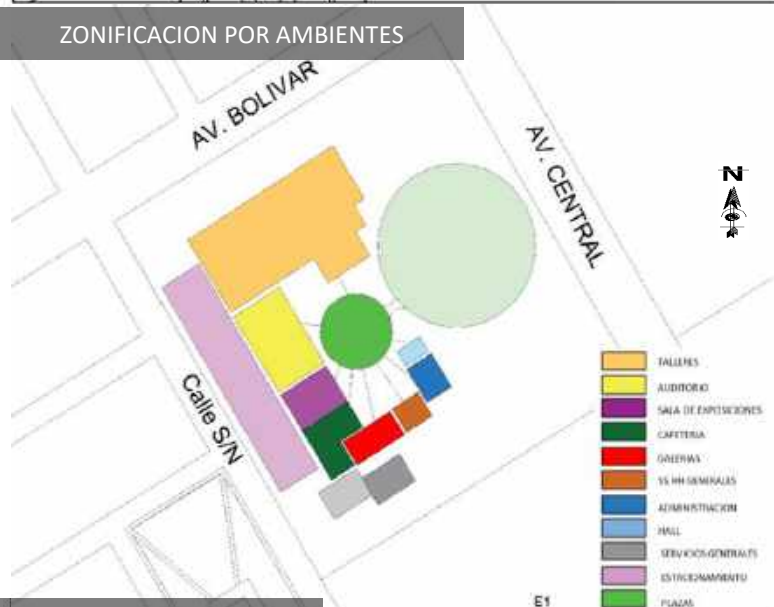 ZONIFICACION POR AMBIENTES
AV. BOLIVAR
AV. CENTRAL
N
Calle S/N
TALLERES
AUDITORIO
SALA DE EXPOSICIONES
CAFETERIA
GALERIAS
SS HH GENERALES
ADMINISTRACION
HALL
SERVICIOS GENERALES
ESTACIONAMIENTO
PLAZAS
E1